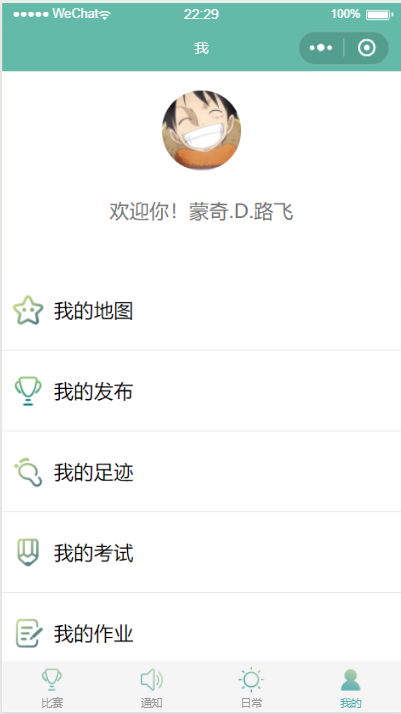 WeChat 22:29 100%
我
欢迎你！蒙奇.D.路飞
我的地图
我的发布
我的足迹
我的考试
我的作业
比赛 通知 日常 我的